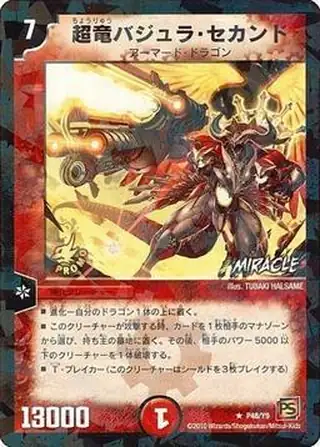 7
ちょうりゅう
超竜バジュラ・セカンド
アーマード・ドラゴン
PRO
MIRACLE
illus. TUBAKI HALSAME
■進化－自分のドラゴン1体の上に置く。
■このクリーチャーが攻撃する時、カードを1枚相手のマナゾーン
から選び、持ち主の墓地に置く。その後、相手のパワー5000以
下のクリーチャーを1体破壊する。
■T・ブレイカー(このクリーチャーはシールドを3枚ブレイクする)
13000
1
★ P48/Y9
PS
©2010 Wizards/Shogakukan/Mitsui-Kids